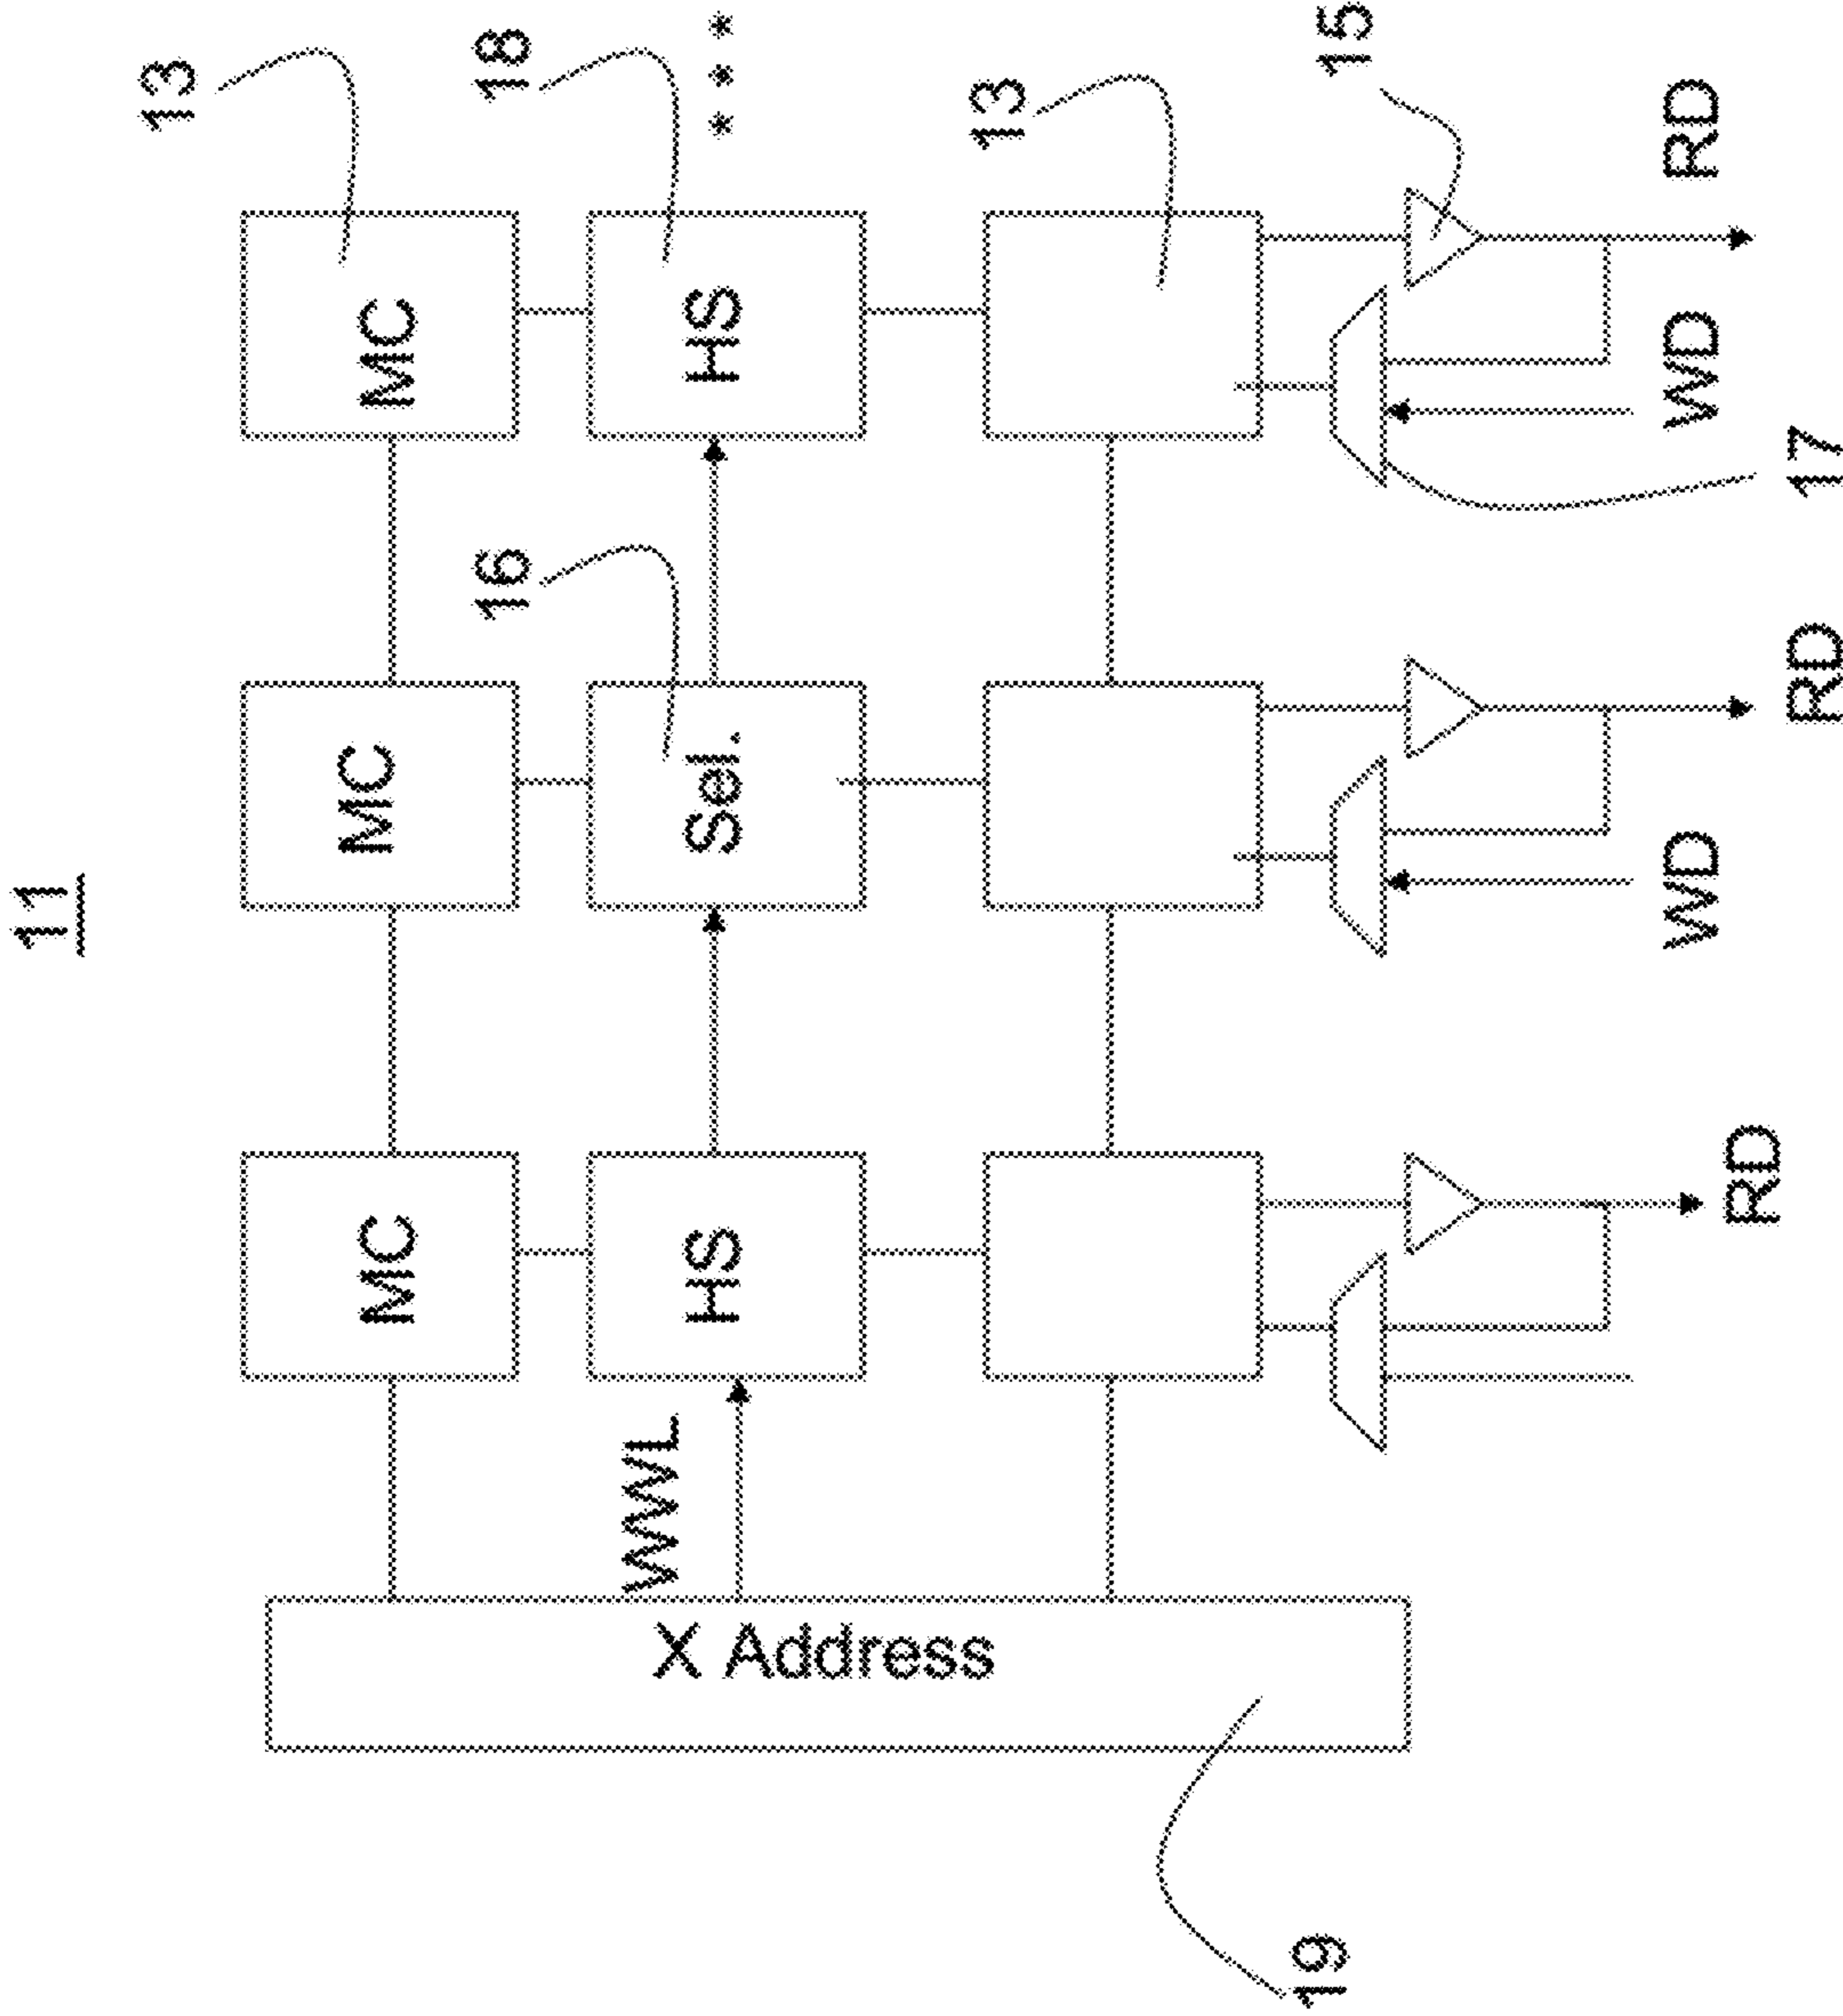 11
13
MC MC MC
16 18
WWL
HS Sel. HS * * *
X Address
13
19 15
WD WD RD
RD RD 17